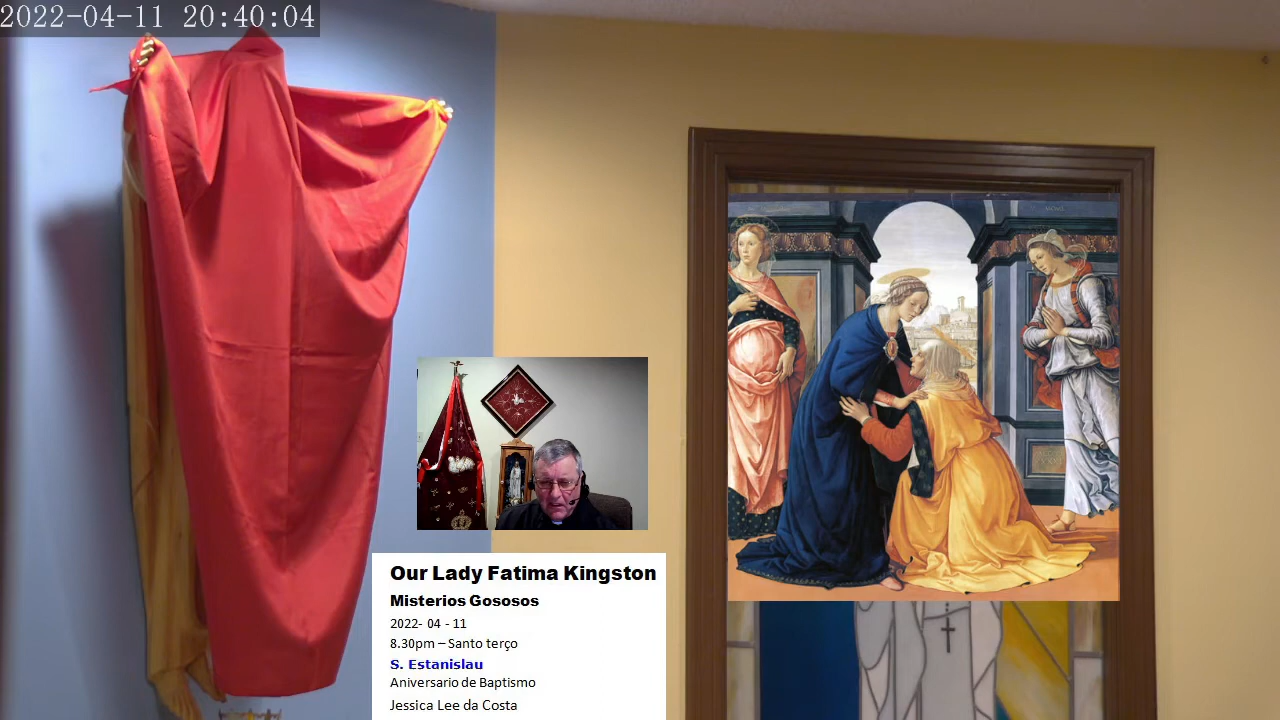 2022-04-11 20:40:04
Our Lady Fatima Kingston
Misterios Gososos
2022- 04 - 11
8.30pm – Santo terço
S. Estanislau
Aniversario de Baptismo
Jessica Lee da Costa